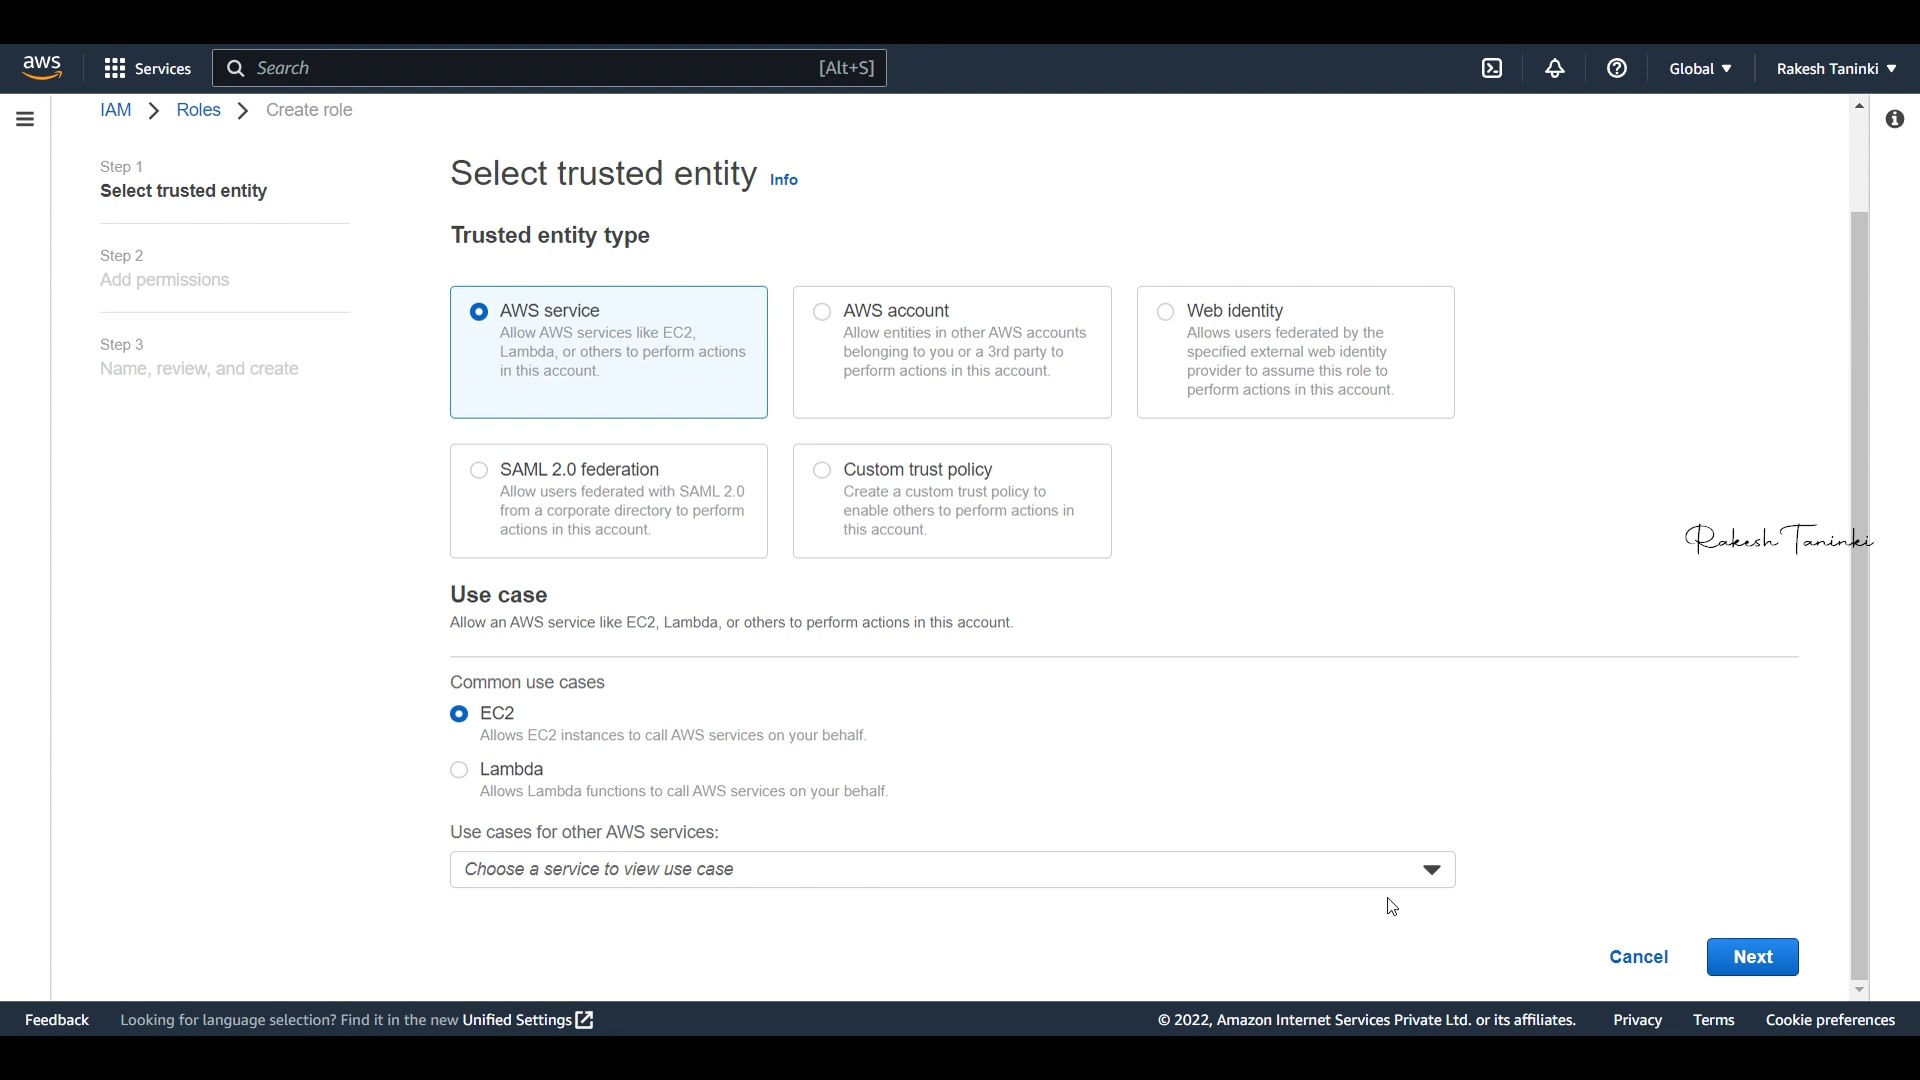 aws
Services
Search
[Alt+S]
Global
Rakesh Taninki
IAM
Roles
Create role
Step 1
Select trusted entity
Step 2
Add permissions
Step 3
Name, review, and create
Select trusted entity Info
Trusted entity type
AWS service
Allow AWS services like EC2,
Lambda, or others to perform actions
in this account.
AWS account
Allow entities in other AWS accounts
belonging to you or a 3rd party to
perform actions in this account.
Web identity
Allows users federated by the
specified external web identity
provider to assume this role to
perform actions in this account.
SAML 2.0 federation
Allow users federated with SAML 2.0
from a corporate directory to perform
actions in this account.
Custom trust policy
Create a custom trust policy to
enable others to perform actions in
this account.
Rakesh Taninki
Use case
Allow an AWS service like EC2, Lambda, or others to perform actions in this account.
Common use cases
EC2
Allows EC2 instances to call AWS services on your behalf.
Lambda
Allows Lambda functions to call AWS services on your behalf.
Use cases for other AWS services:
Choose a service to view use case
Cancel
Next
Feedback
Looking for language selection? Find it in the new Unified Settings
© 2022, Amazon Internet Services Private Ltd. or its affiliates.
Privacy
Terms
Cookie preferences